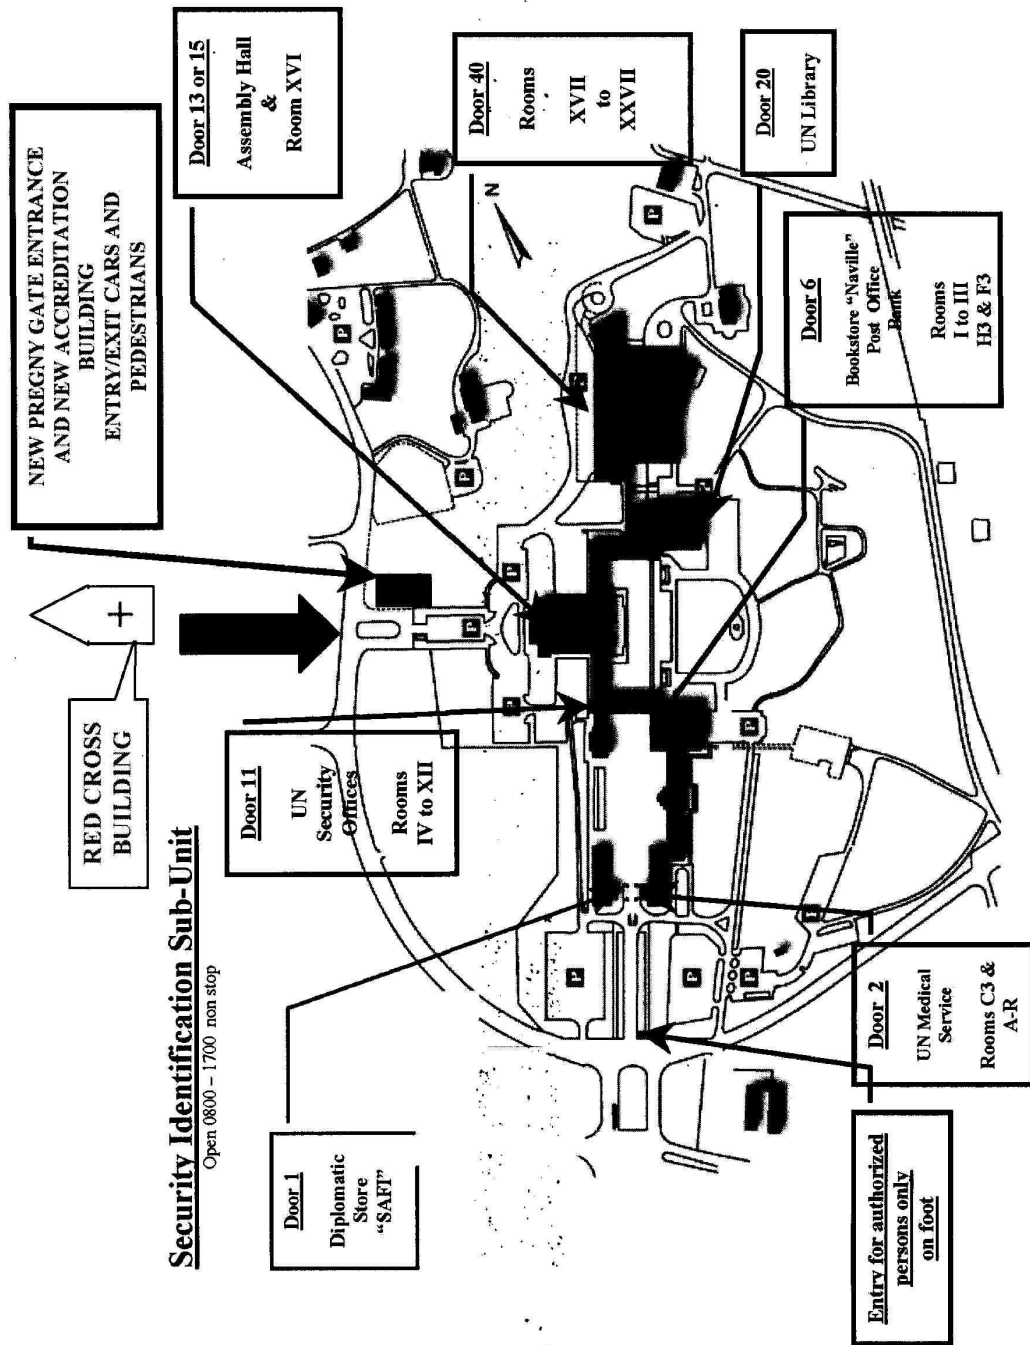 Security Identification Sub-Unit
Open 0800 – 1700 non stop
RED CROSS
BUILDING
NEW PREGNY GATE ENTRANCE
AND NEW ACCREDITATION
BUILDING
ENTRY/EXIT CARS AND
PEDESTRIANS
Door 1
Diplomatic
Store
"SAFI"
Door 11
UN
Security
Offices
Rooms
IV to XII
Door 13 or 15
Assembly Hall
&
Room XVI
Door 40
Rooms
XVII
to
XXVII
Door 20
UN Library
Door 6
Bookstore "Naville"
Post Office
Bank
Rooms
I to III
H3 & F3
Door 2
UN Medical
Service
Rooms C3 &
A-R
Entry for authorized
persons only
on foot
N
P
P
P
P
P
P
P
P
P
P
P
P
P
P